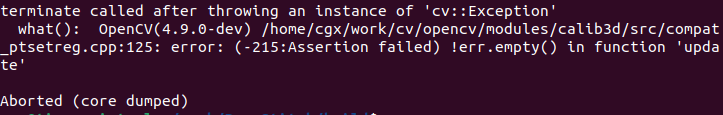 terminate called after throwing an instance of 'cv::Exception'
  what():  OpenCV(4.9.0-dev) /home/cgx/work/cv/opencv/modules/calib3d/src/compat
_ptsetreg.cpp:125: error: (-215:Assertion failed) !err.empty() in function 'upda
te'

Aborted (core dumped)